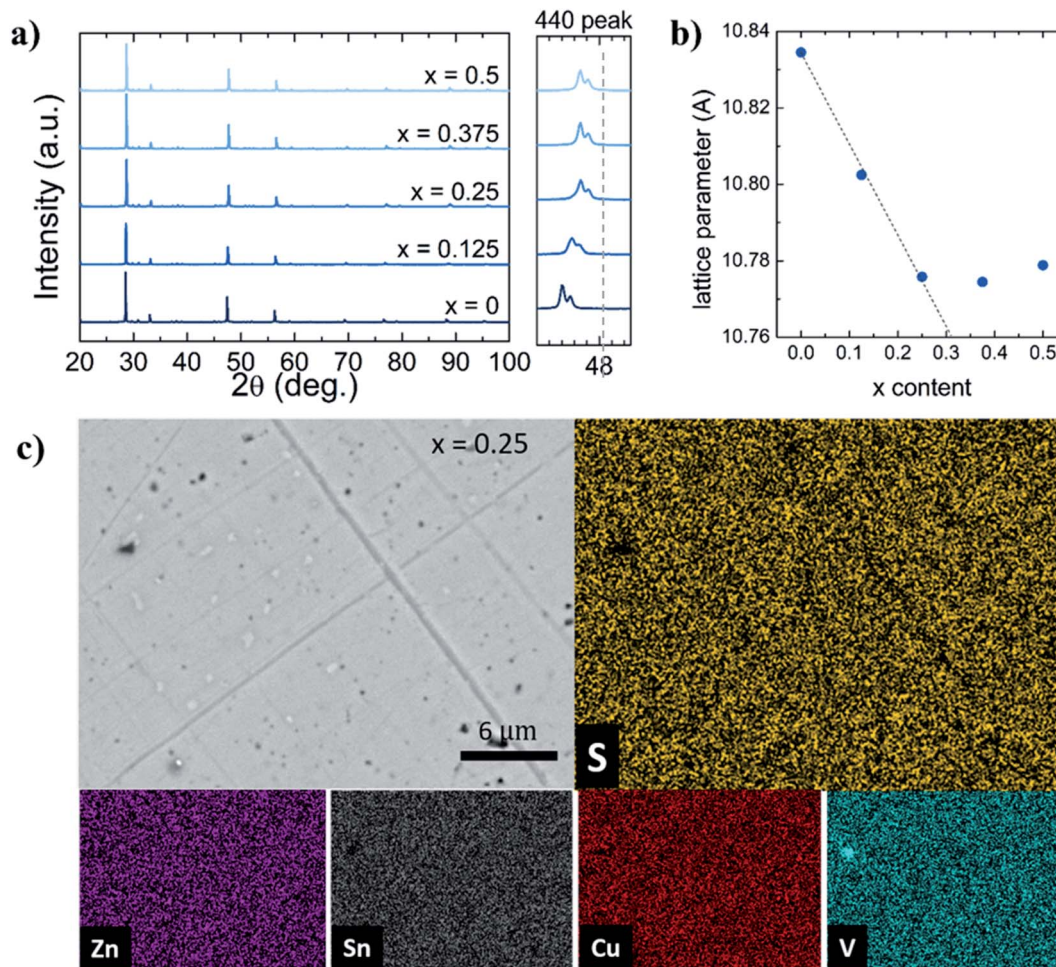 a)
Intensity (a.u.)
x = 0.5
x = 0.375
x = 0.25
x = 0.125
x = 0
20 30 40 50 60 70 80 90 100
2θ (deg.)
440 peak
48
b)
lattice parameter (A)
10.84
10.82
10.80
10.78
10.76
0.0 0.1 0.2 0.3 0.4 0.5
x content
c)
x = 0.25
6 μm
S
Zn
Sn
Cu
V